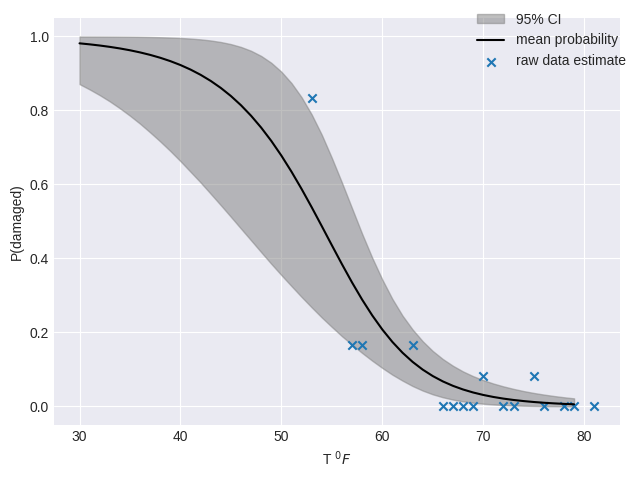 95% CI
mean probability
raw data estimate
1.0
0.8
0.6
0.4
0.2
0.0
P(damaged)
30 40 50 60 70 80
T ⁰F